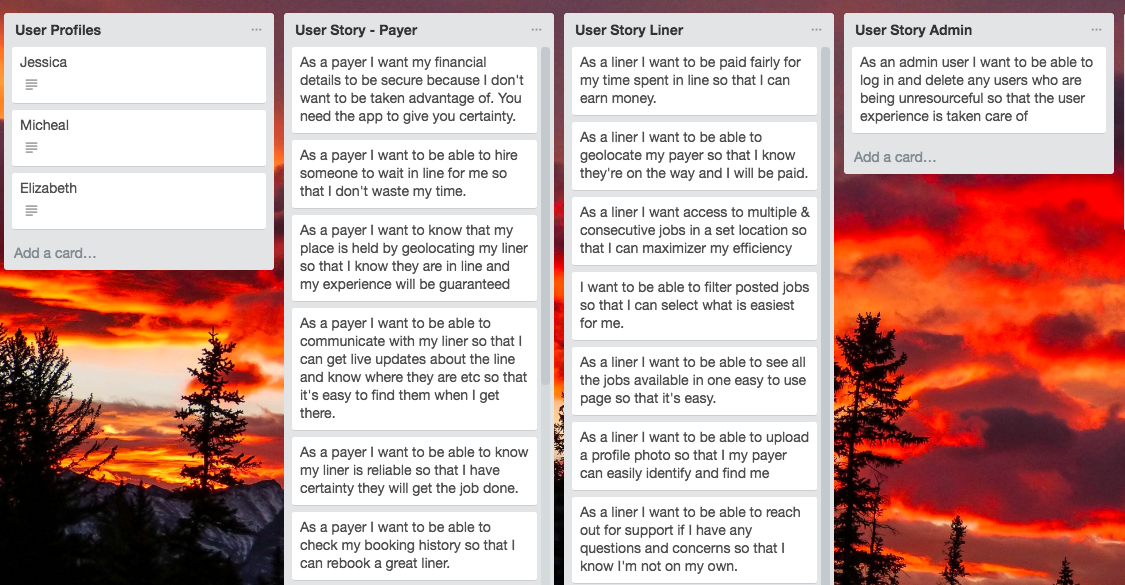 User Profiles
Jessica
Micheal
Elizabeth
Add a card…
User Story - Payer
As a payer I want my financial
details to be secure because I don't
want to be taken advantage of. You
need the app to give you certainty.
As a payer I want to be able to hire
someone to wait in line for me so
that I don't waste my time.
As a payer I want to know that my
place is held by geolocating my liner
so that I know they are in line and
my experience will be guaranteed
As a payer I want to be able to
communicate with my liner so that I
can get live updates about the line
and know where they are etc so that
it's easy to find them when I get
there.
As a payer I want to be able to know
my liner is reliable so that I have
certainty they will get the job done.
As a payer I want to be able to
check my booking history so that I
can rebook a great liner.
User Story Liner
As a liner I want to be paid fairly for
my time spent in line so that I can
earn money.
As a liner I want to be able to
geolocate my payer so that I know
they're on the way and I will be paid.
As a liner I want access to multiple &
consecutive jobs in a set location so
that I can maximizer my efficiency
I want to be able to filter posted jobs
so that I can select what is easiest
for me.
As a liner I want to be able to see all
the jobs available in one easy to use
page so that it's easy.
As a liner I want to be able to upload
a profile photo so that I my payer
can easily identify and find me
As a liner I want to be able to reach
out for support if I have any
questions and concerns so that I
know I'm not on my own.
User Story Admin
As an admin user I want to be able to
log in and delete any users who are
being unresourceful so that the user
experience is taken care of
Add a card…